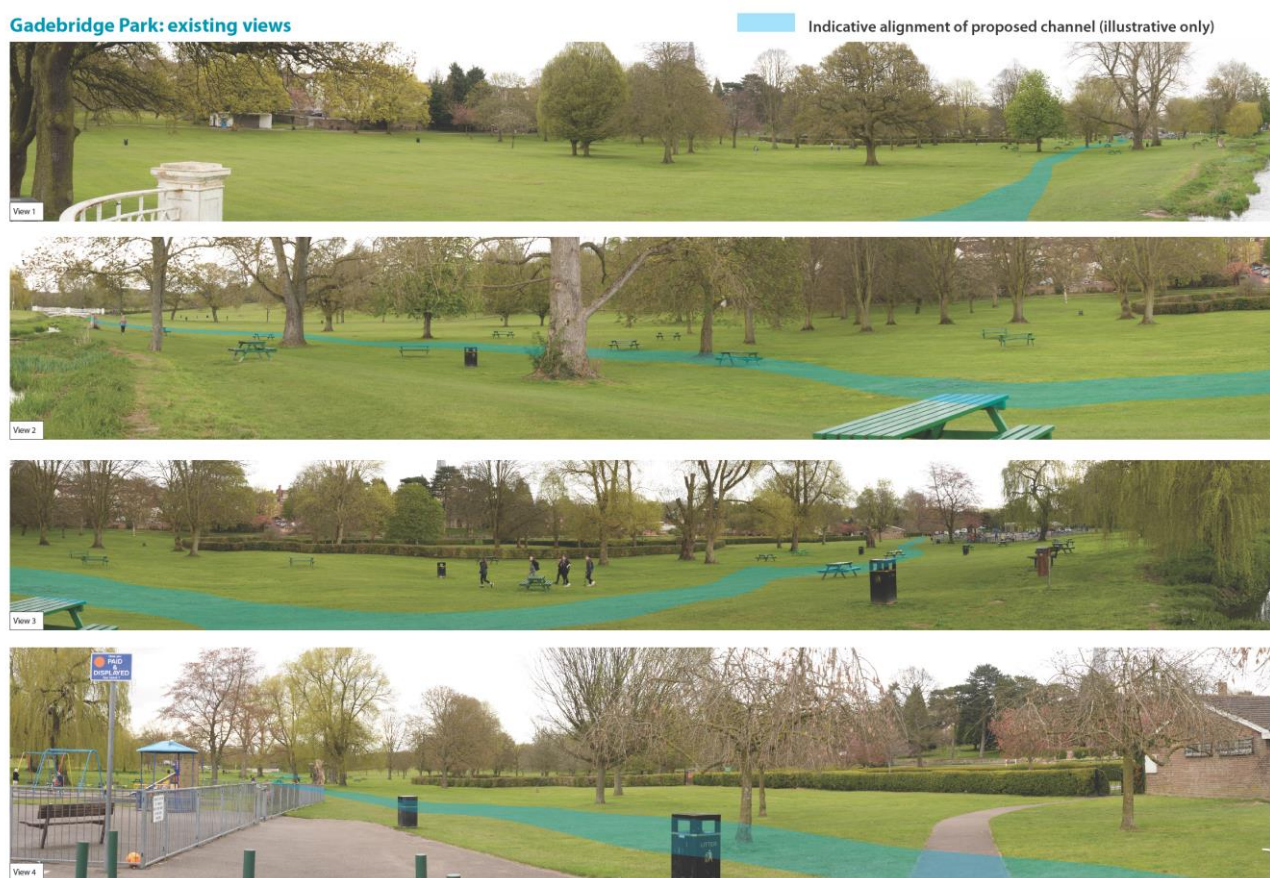 Gadebridge Park: existing views
Indicative alignment of proposed channel (illustrative only)
View 1
View 2
View 3
PAID
&
DISPLAYED
View 4
LITTER